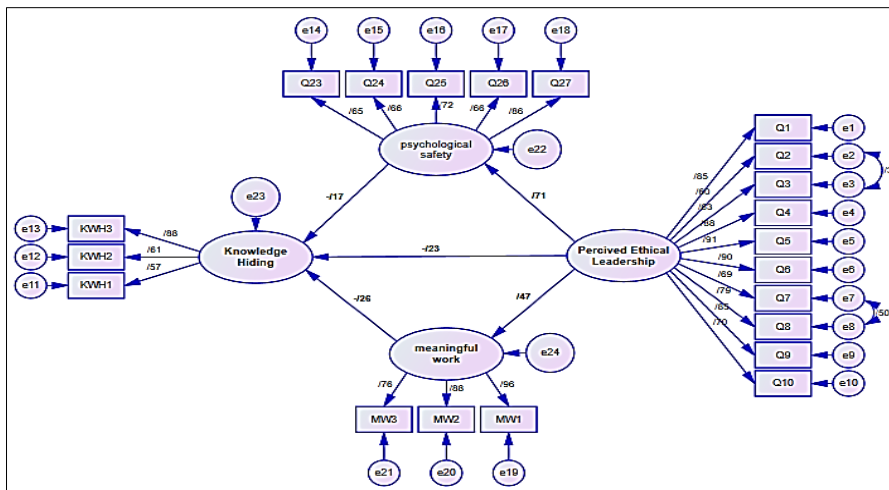 e14 e15 e16 e17 e18
Q23 Q24 Q25 Q26 Q27
/65 /66 /72 /66 /86
psychological
safety
e22
e23
-/17
/71
e13 KWH3 /88
e12 KWH2 /61
e11 KWH1 /57
Knowledge
Hiding
-/23
Percived Ethical
Leadership
/85 Q1 e1
/60 Q2 e2
/63 Q3 e3
/88 Q4 e4
/91 Q5 e5
/90 Q6 e6
/69 Q7 e7
/79 Q8 e8
/65 Q9 e9
/70 Q10 e10
/50
-/26
/47
meaningful
work
e24
/76 /88 /96
MW3 MW2 MW1
e21 e20 e19